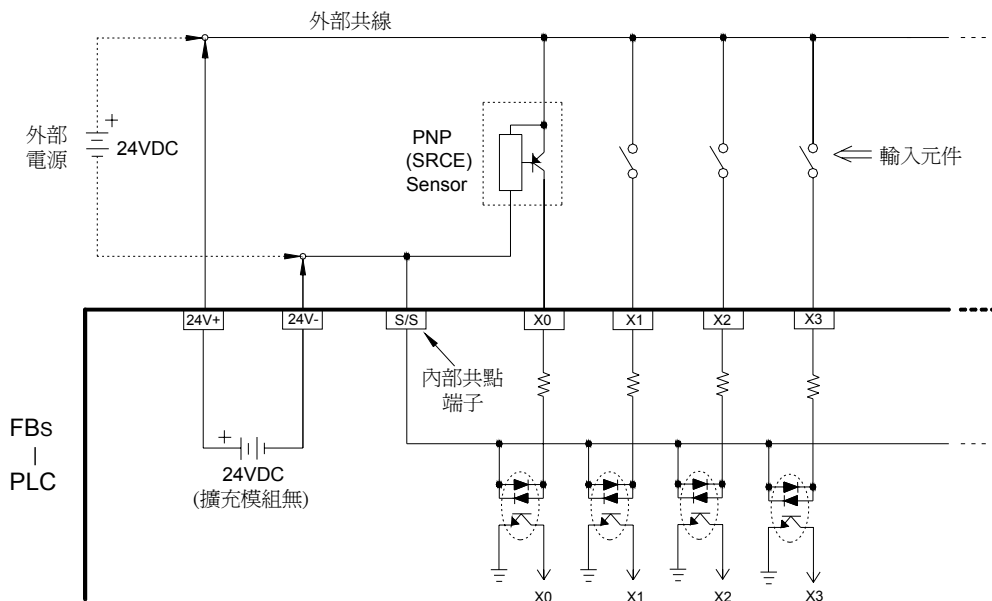 外部共線
外部
電源
+
24VDC
PNP
(SRCE)
Sensor
輸入元件
24V+
24V-
S/S
X0
X1
X2
X3
內部共點
端子
FBs
PLC
+
24VDC
(擴充模組無)
X0
X1
X2
X3